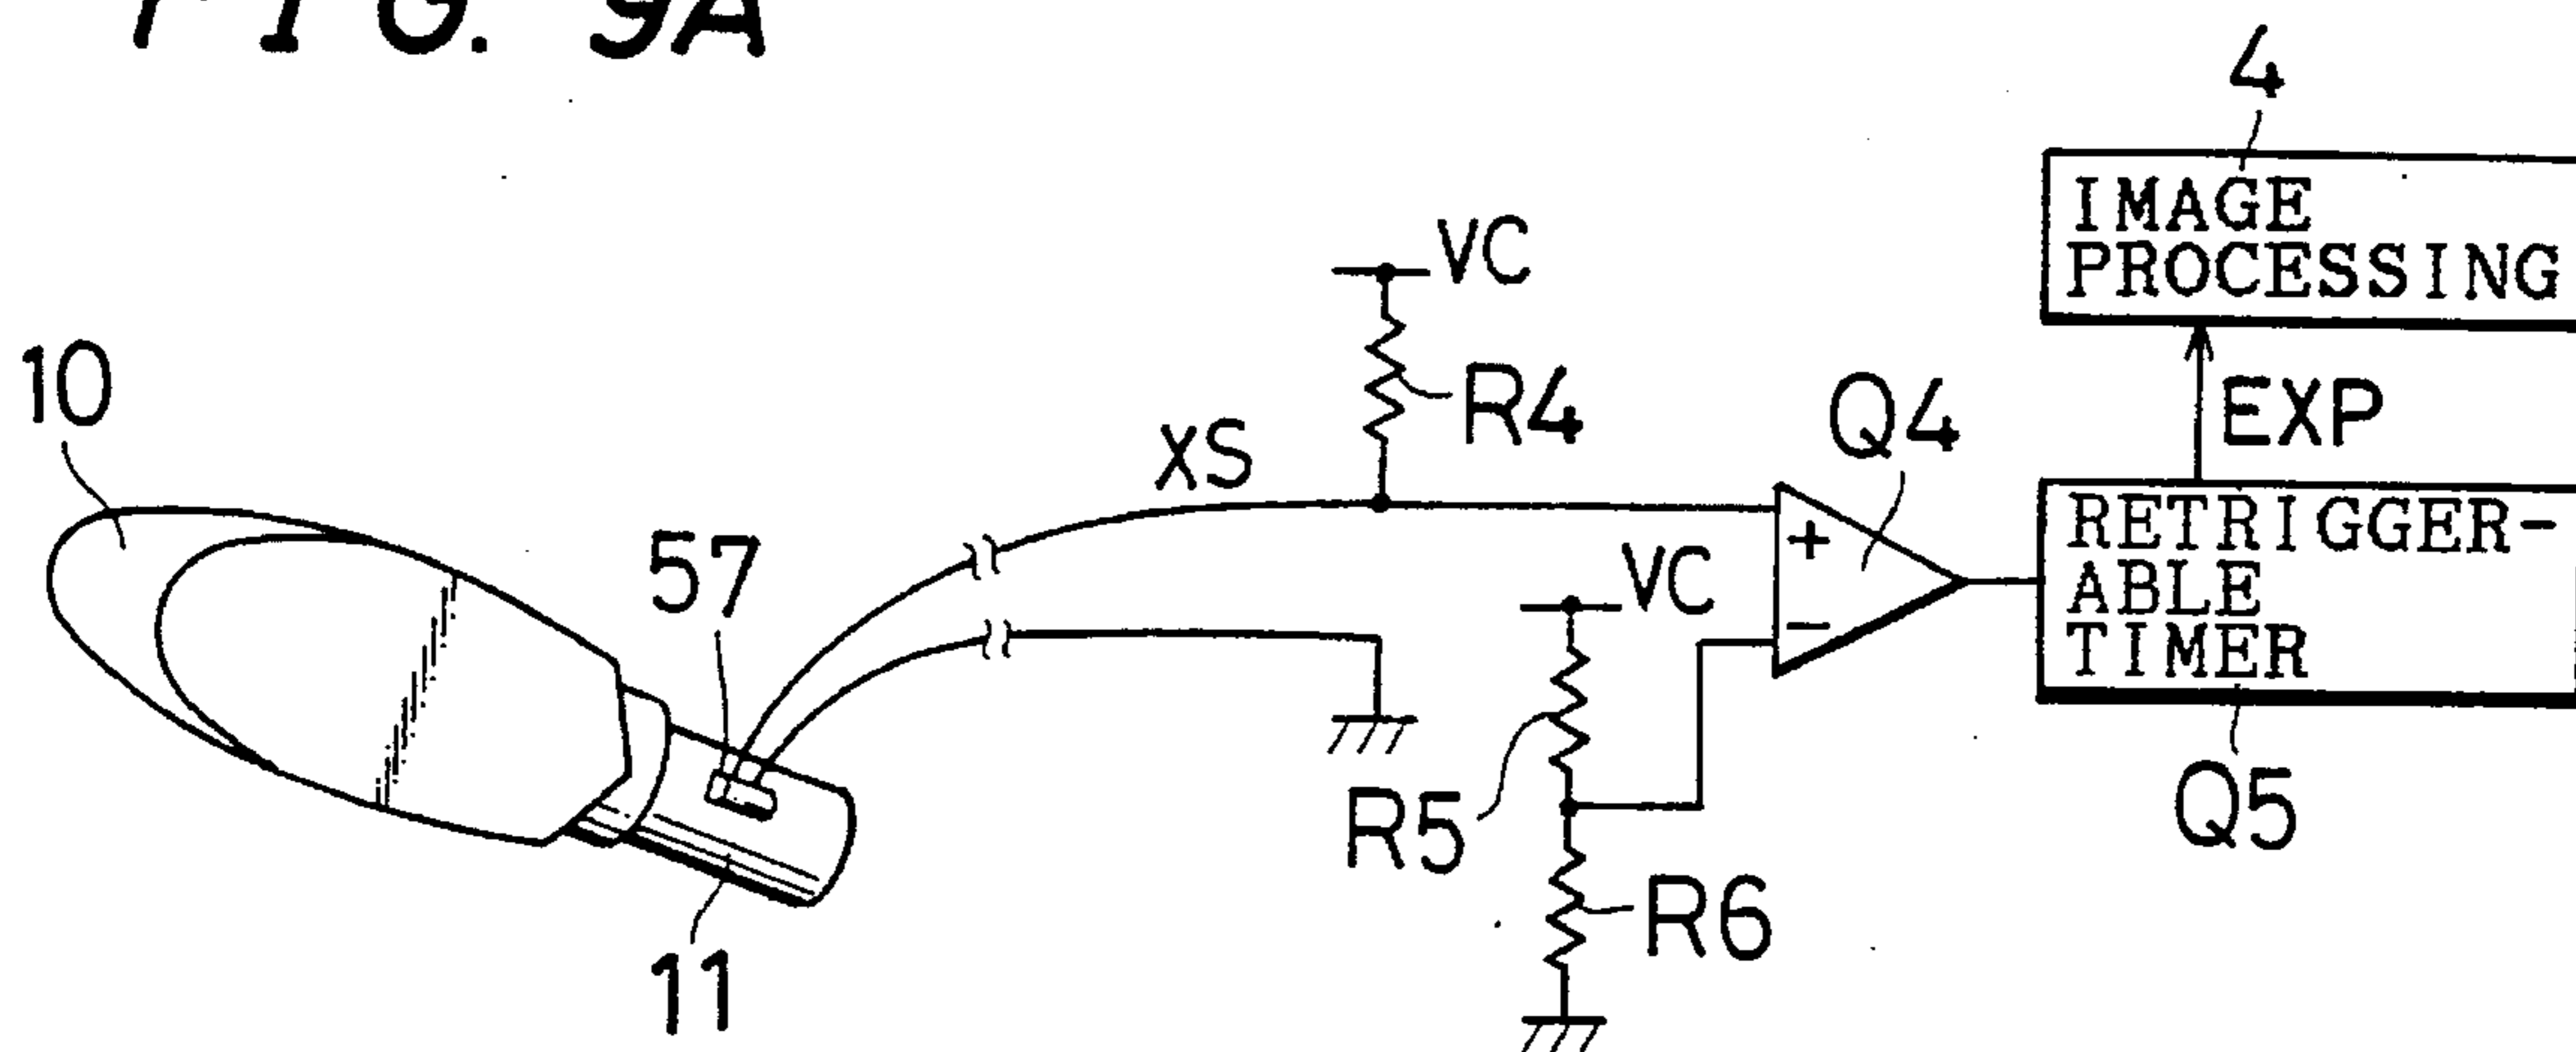 FIG. 9A
4
IMAGE
PROCESSING
VC
10
R4
Q4
EXP
XS
RETRIGGER-
ABLE
TIMER
57
VC
R5
Q5
R6
11
+
−